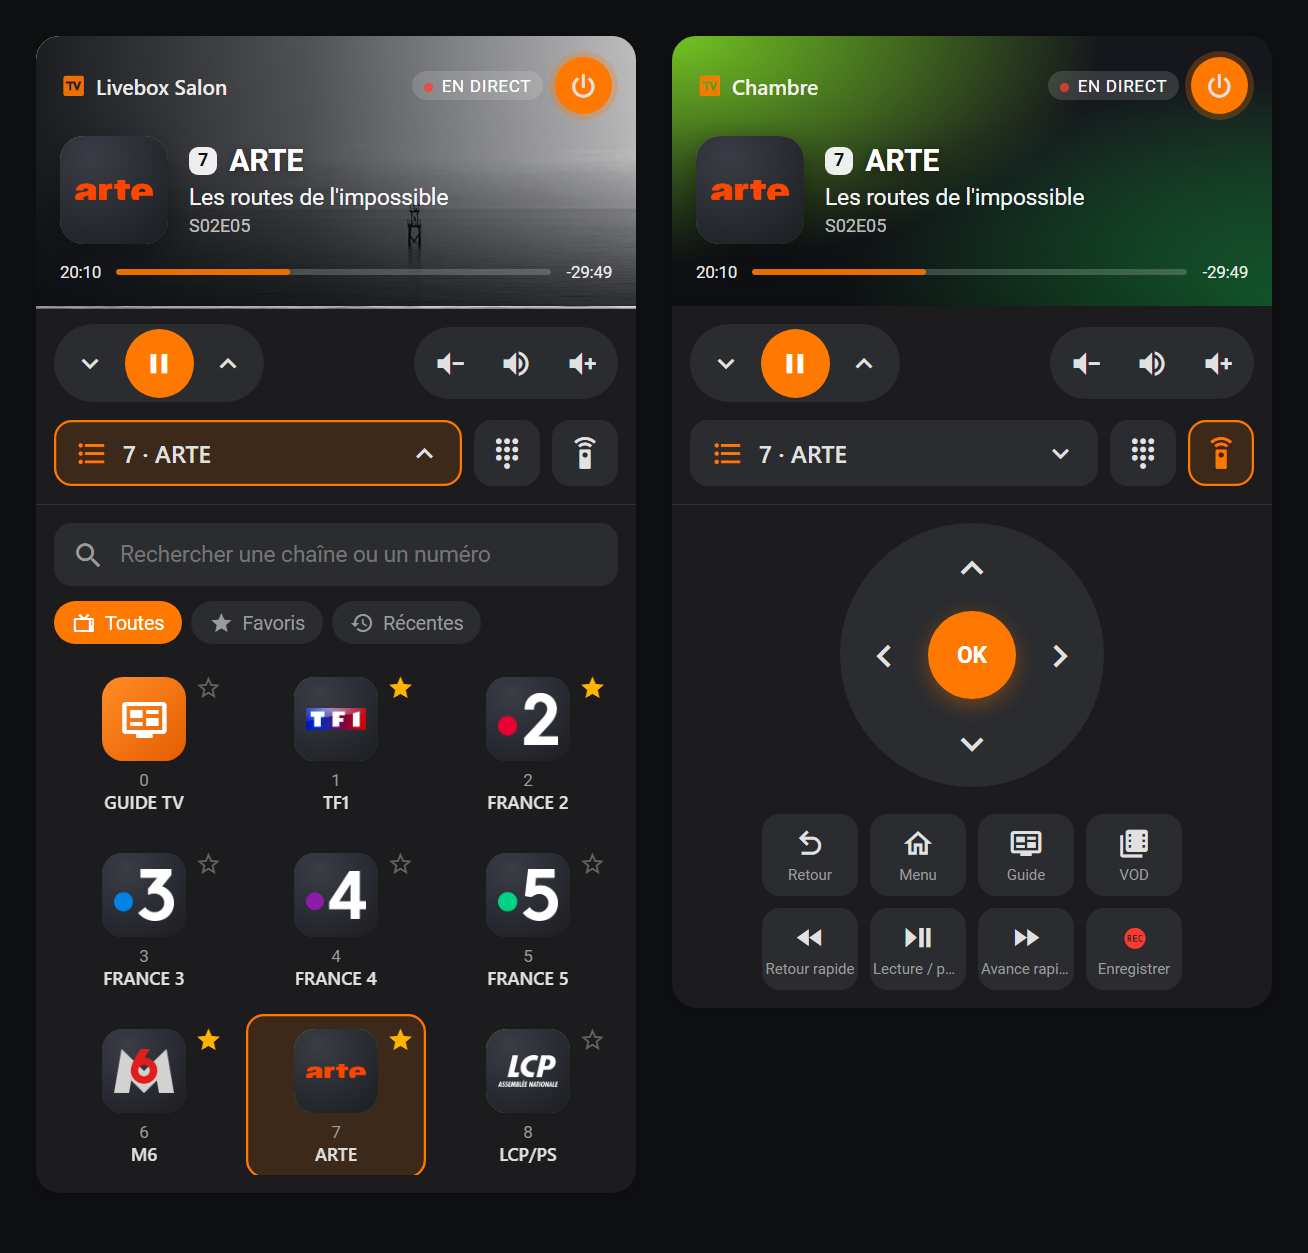 TV Livebox Salon
EN DIRECT
arte
7 ARTE
Les routes de l'impossible
S02E05
20:10
-29:49
7 · ARTE
Rechercher une chaîne ou un numéro
Toutes
Favoris
Récentes
0
GUIDE TV
TF1
1
TF1
2
2
FRANCE 2
3
3
FRANCE 3
4
4
FRANCE 4
5
5
FRANCE 5
M6
6
M6
arte
7
ARTE
LCP
ASSEMBLÉE NATIONALE
8
LCP/PS
TV Chambre
EN DIRECT
arte
7 ARTE
Les routes de l'impossible
S02E05
20:10
-29:49
7 · ARTE
OK
Retour
Menu
Guide
VOD
Retour rapide
Lecture / p...
Avance rapi...
REC
Enregistrer